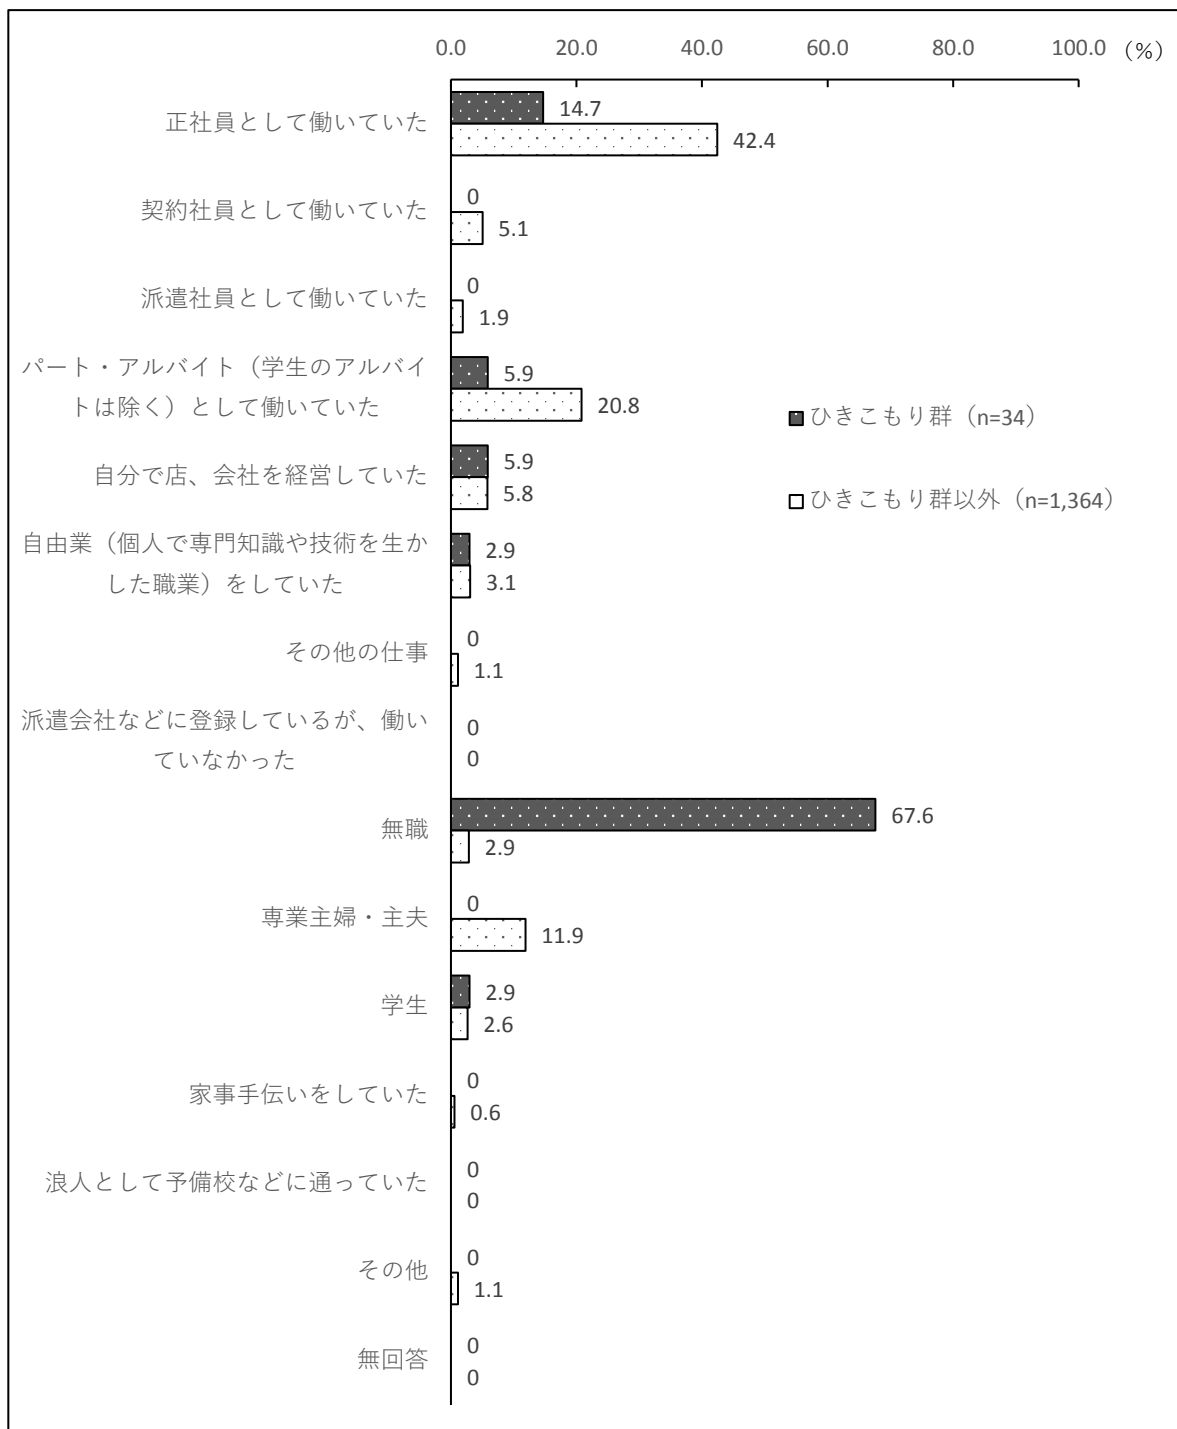 0.0 20.0 40.0 60.0 80.0 100.0 (%)
正社員として働いていた
14.7
42.4
契約社員として働いていた
0
5.1
派遣社員として働いていた
0
1.9
パート・アルバイト（学生のアルバイ
トは除く）として働いていた
5.9
20.8
自分で店、会社を経営していた
5.9
5.8
自由業（個人で専門知識や技術を生か
した職業）をしていた
2.9
3.1
その他の仕事
0
1.1
派遣会社などに登録しているが、働い
ていなかった
0
0
無職
67.6
2.9
専業主婦・主夫
0
11.9
学生
2.9
2.6
家事手伝いをしていた
0
0.6
浪人として予備校などに通っていた
0
0
その他
0
1.1
無回答
0
0
ひきこもり群（n=34）
ひきこもり群以外（n=1,364）